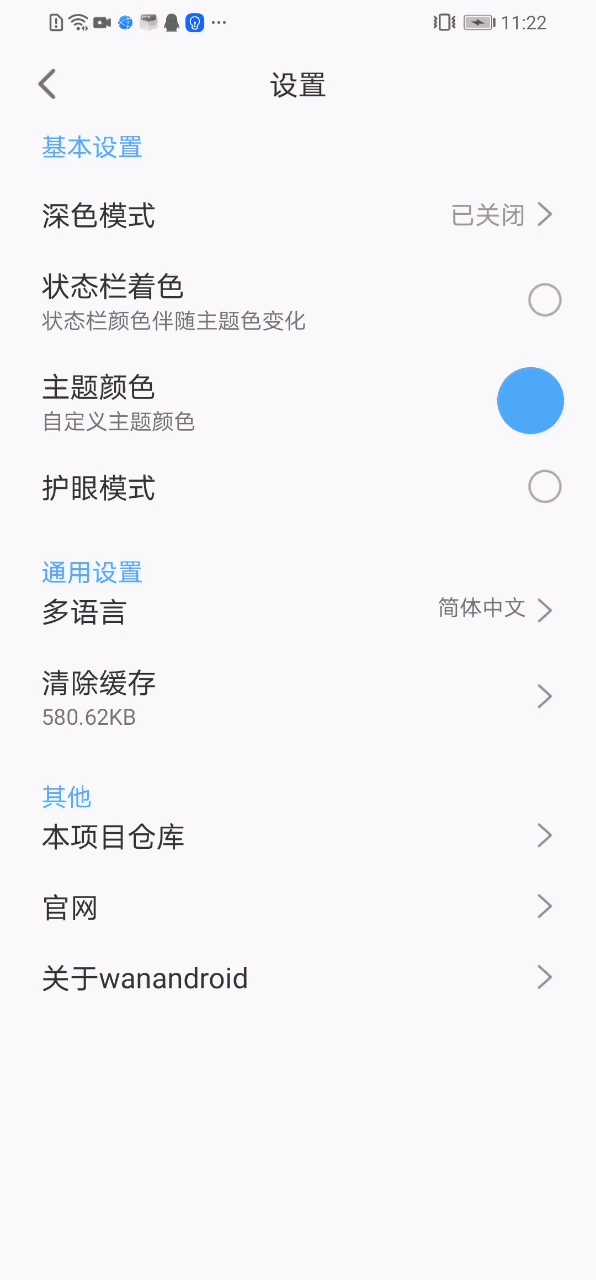 11:22
设置
基本设置
深色模式
已关闭
状态栏着色
状态栏颜色伴随主题色变化
主题颜色
自定义主题颜色
护眼模式
通用设置
多语言
简体中文
清除缓存
580.62KB
其他
本项目仓库
官网
关于wanandroid